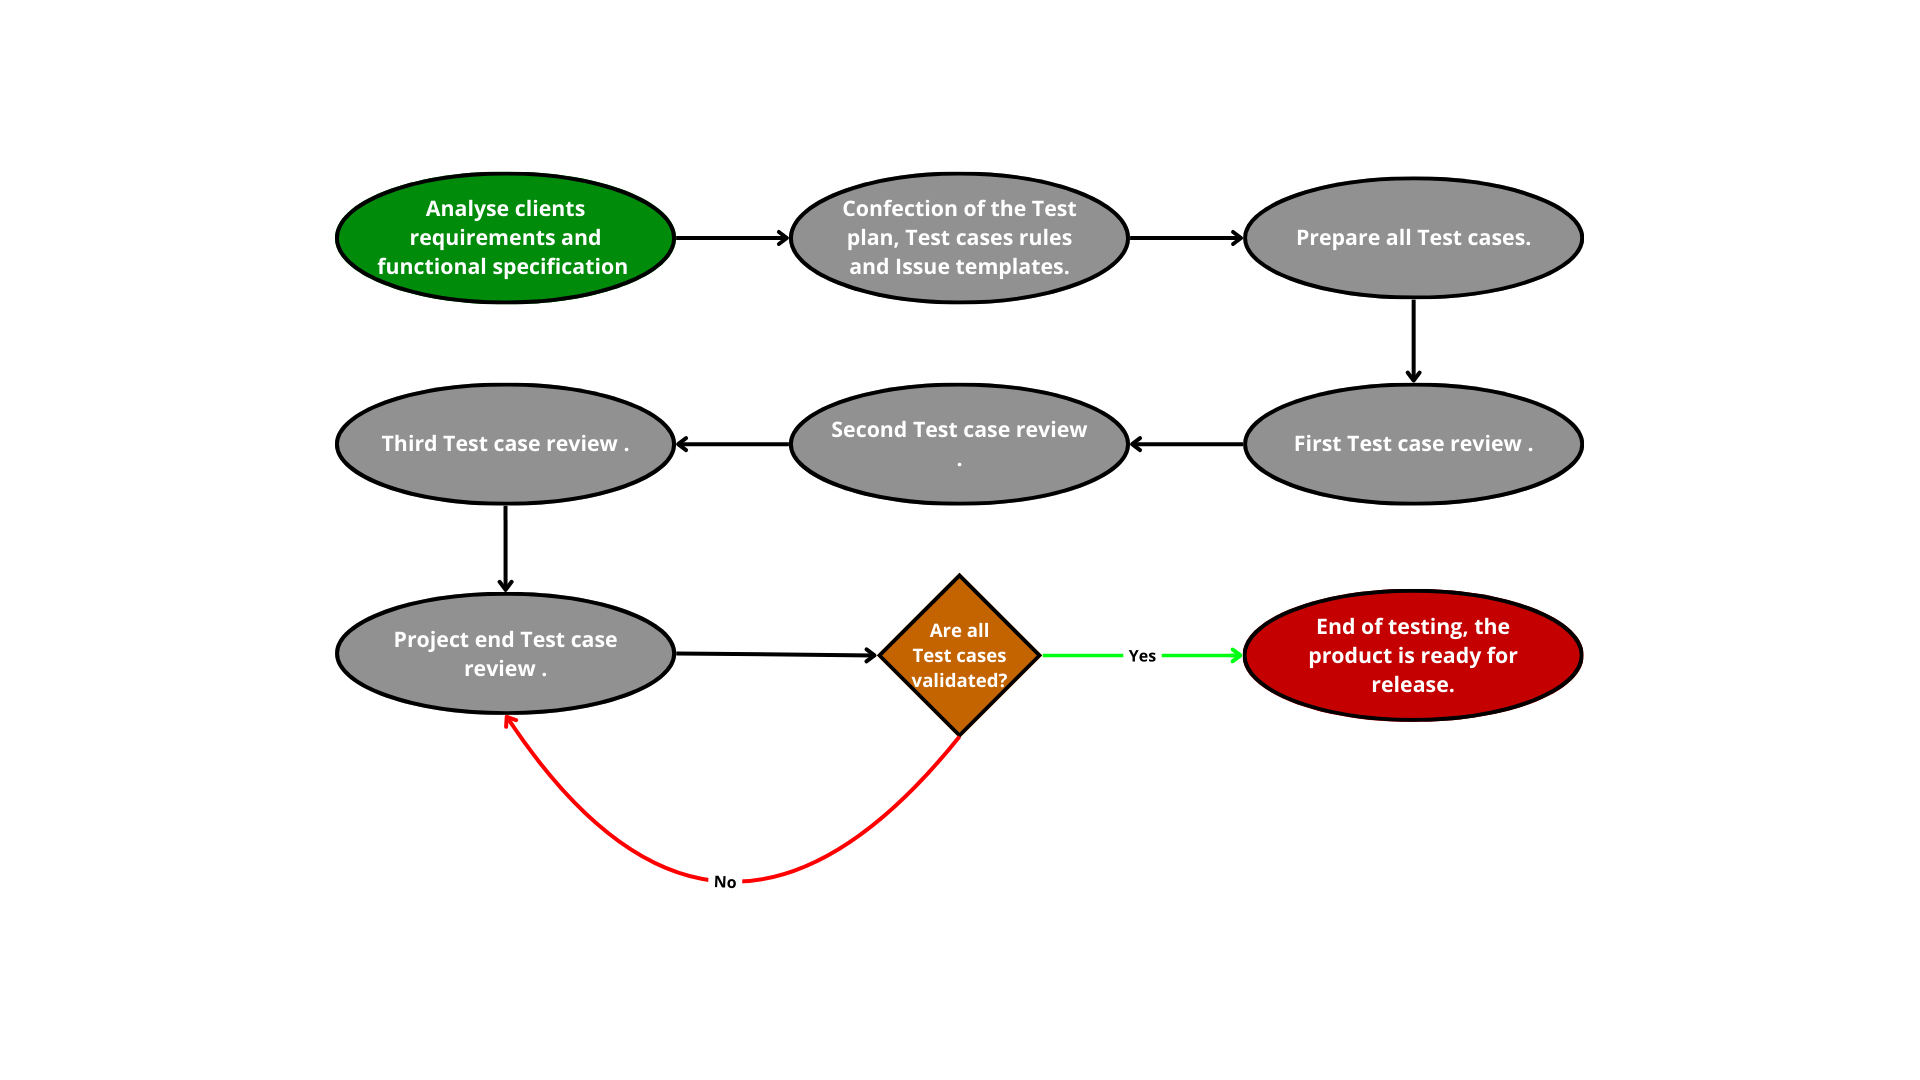 Analyse clients
requirements and
functional specification
Confection of the Test
plan, Test cases rules
and Issue templates.
Prepare all Test cases.
First Test case review .
Second Test case review
.
Third Test case review .
Project end Test case
review .
Are all
Test cases
validated?
Yes
End of testing, the
product is ready for
release.
No